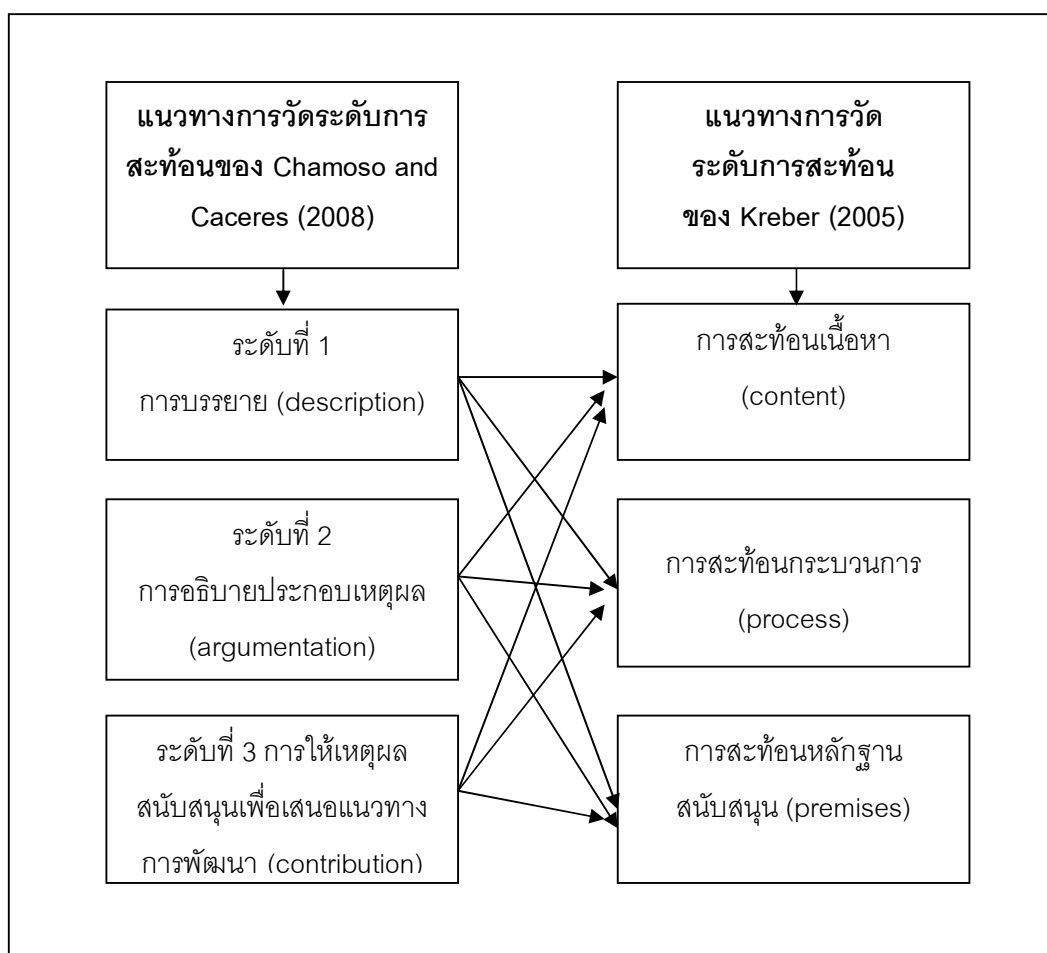 แนวทางการวัดระดับการ
สะท้อนของ Chamoso and
Caceres (2008)
แนวทางการวัด
ระดับการสะท้อน
ของ Kreber (2005)
ระดับที่ 1
การบรรยาย (description)
การสะท้อนเนื้อหา
(content)
ระดับที่ 2
การอธิบายประกอบเหตุผล
(argumentation)
การสะท้อนกระบวนการ
(process)
ระดับที่ 3 การให้เหตุผล
สนับสนุนเพื่อเสนอแนวทาง
การพัฒนา (contribution)
การสะท้อนหลักฐาน
สนับสนุน (premises)